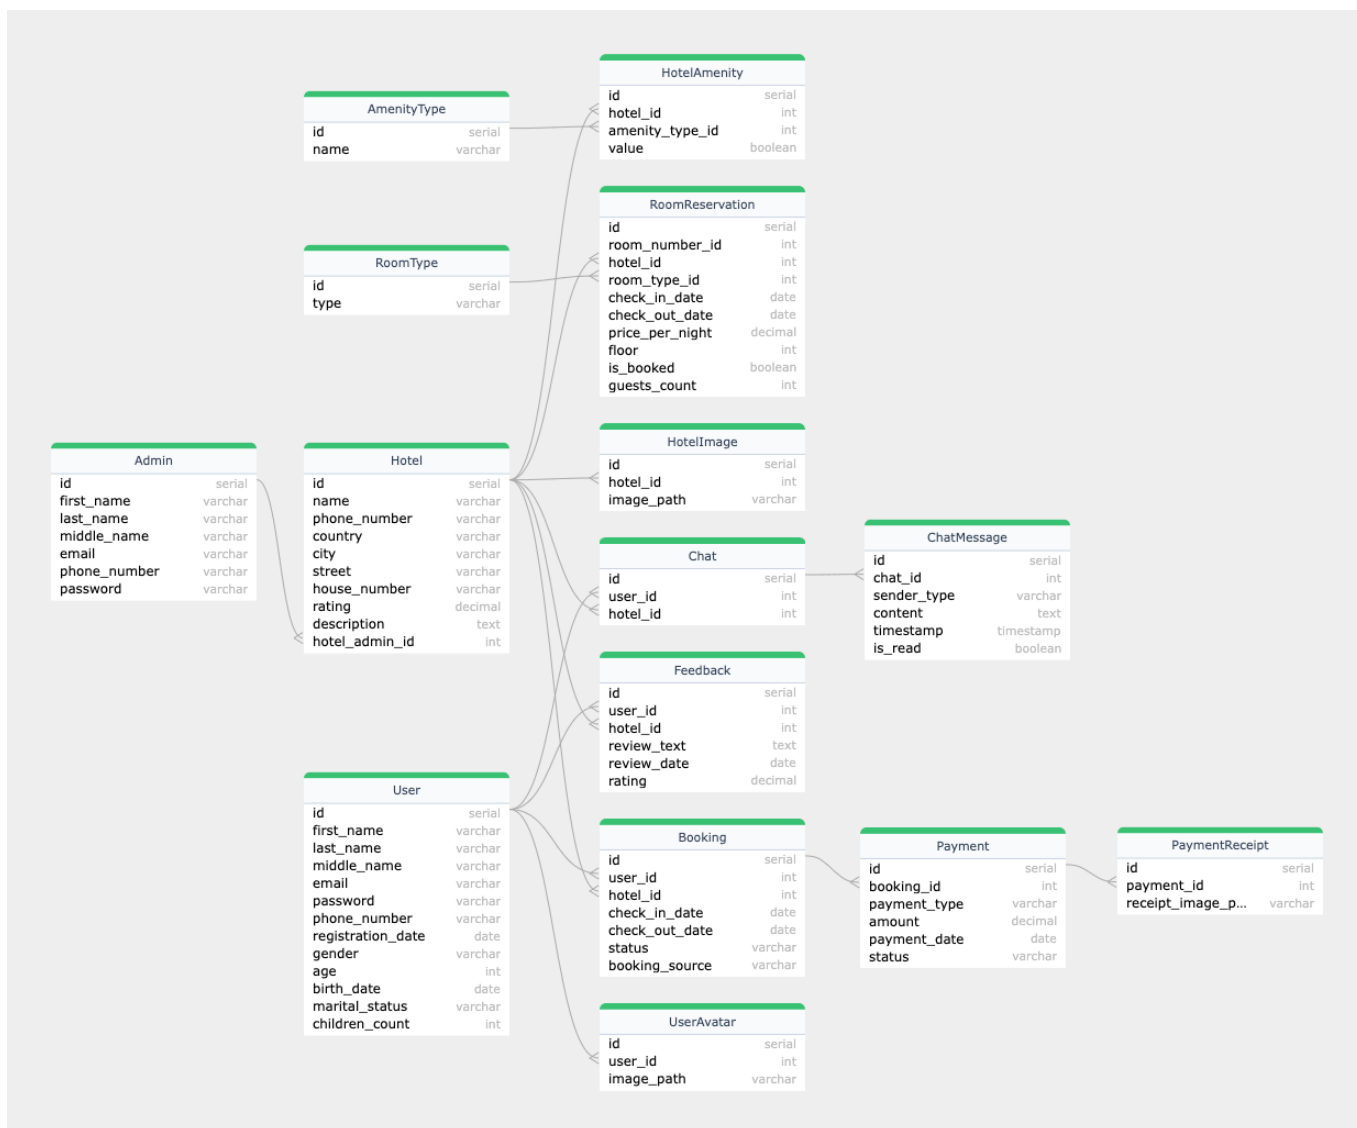 HotelAmenity
id serial
hotel_id int
amenity_type_id int
value boolean
AmenityType
id serial
name varchar
RoomReservation
id serial
room_number_id int
hotel_id int
room_type_id int
check_in_date date
check_out_date date
price_per_night decimal
floor int
is_booked boolean
guests_count int
RoomType
id serial
type varchar
HotelImage
id serial
hotel_id int
image_path varchar
Admin
id serial
first_name varchar
last_name varchar
middle_name varchar
email varchar
phone_number varchar
password varchar
Hotel
id serial
name varchar
phone_number varchar
country varchar
city varchar
street varchar
house_number varchar
rating decimal
description text
hotel_admin_id int
Chat
id serial
user_id int
hotel_id int
ChatMessage
id serial
chat_id int
sender_type varchar
content text
timestamp timestamp
is_read boolean
Feedback
id serial
user_id int
hotel_id int
review_text text
review_date date
rating decimal
User
id serial
first_name varchar
last_name varchar
middle_name varchar
email varchar
password varchar
phone_number varchar
registration_date date
gender varchar
age int
birth_date date
marital_status varchar
children_count int
Booking
id serial
user_id int
hotel_id int
check_in_date date
check_out_date date
status varchar
booking_source varchar
Payment
id serial
booking_id int
payment_type varchar
amount decimal
payment_date date
status varchar
PaymentReceipt
id serial
payment_id int
receipt_image_p... varchar
UserAvatar
id serial
user_id int
image_path varchar